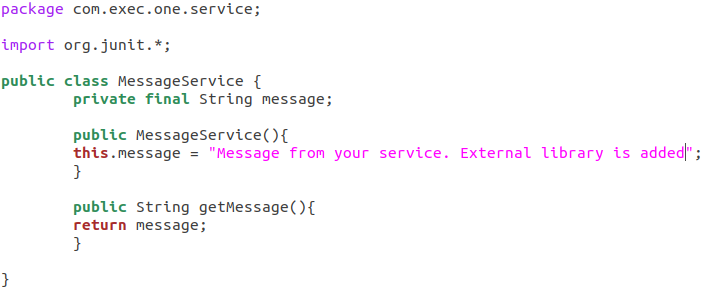 package com.exec.one.service;
import org.junit.*;
public class MessageService {
private final String message;
public MessageService(){
this.message = "Message from your service. External library is added";
}
public String getMessage(){
return message;
}
}